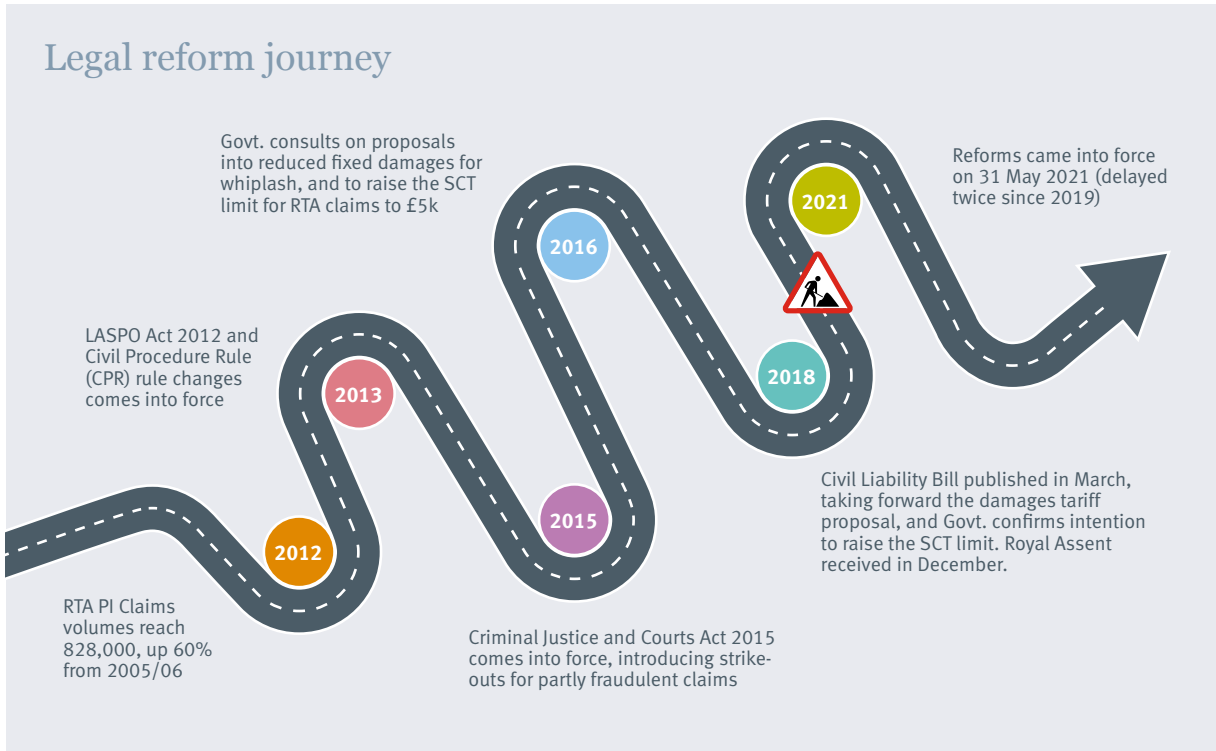 Legal reform journey
2012
RTA PI Claims
volumes reach
828,000, up 60%
from 2005/06
LASPO Act 2012 and
Civil Procedure Rule
(CPR) rule changes
comes into force
2013
2015
Criminal Justice and Courts Act 2015
comes into force, introducing strike-
outs for partly fraudulent claims
Govt. consults on proposals
into reduced fixed damages for
whiplash, and to raise the SCT
limit for RTA claims to £5k
2016
2018
Civil Liability Bill published in March,
taking forward the damages tariff
proposal, and Govt. confirms intention
to raise the SCT limit. Royal Assent
received in December.
2021
Reforms came into force
on 31 May 2021 (delayed
twice since 2019)